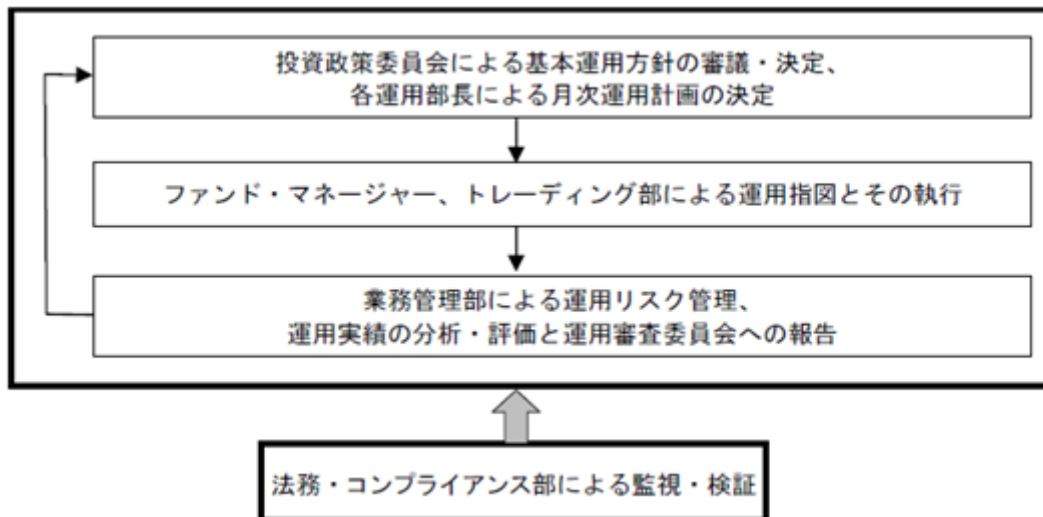 投資政策委員会による基本運用方針の審議・決定、
各運用部長による月次運用計画の決定
ファンド・マネージャー、トレーディング部による運用指図とその執行
業務管理部による運用リスク管理、
運用実績の分析・評価と運用審査委員会への報告
法務・コンプライアンス部による監視・検証